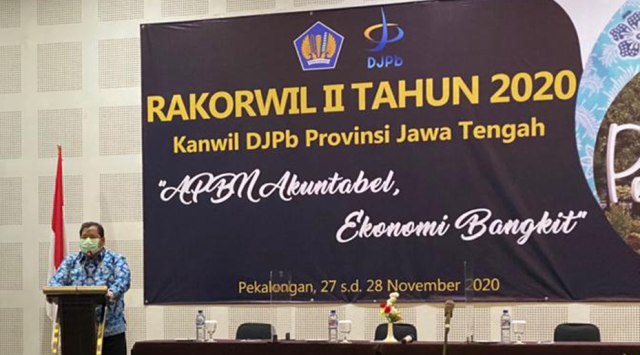 DJPb
RAKORWIL II TAHUN 2020
Kanwil DJPb Provinsi Jawa Tengah
"APBN Akuntabel,
Ekonomi Bangkit"
Pekalongan, 27 s.d. 28 November 2020